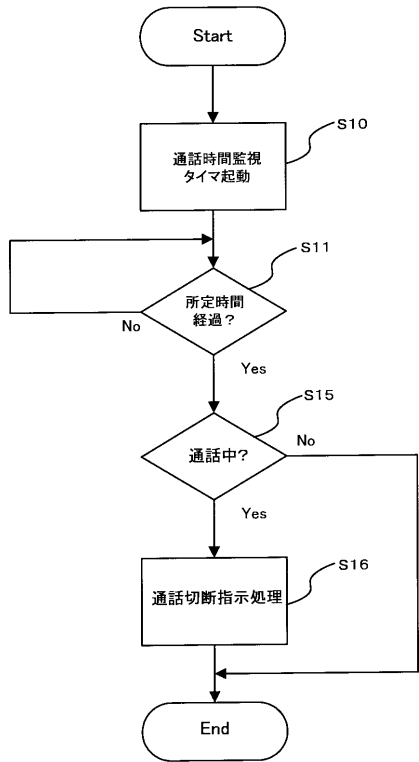 Start
S10
通話時間監視
タイマ起動
S11
所定時間
経過?
No
Yes
S15
通話中?
No
Yes
S16
通話切断指示処理
End